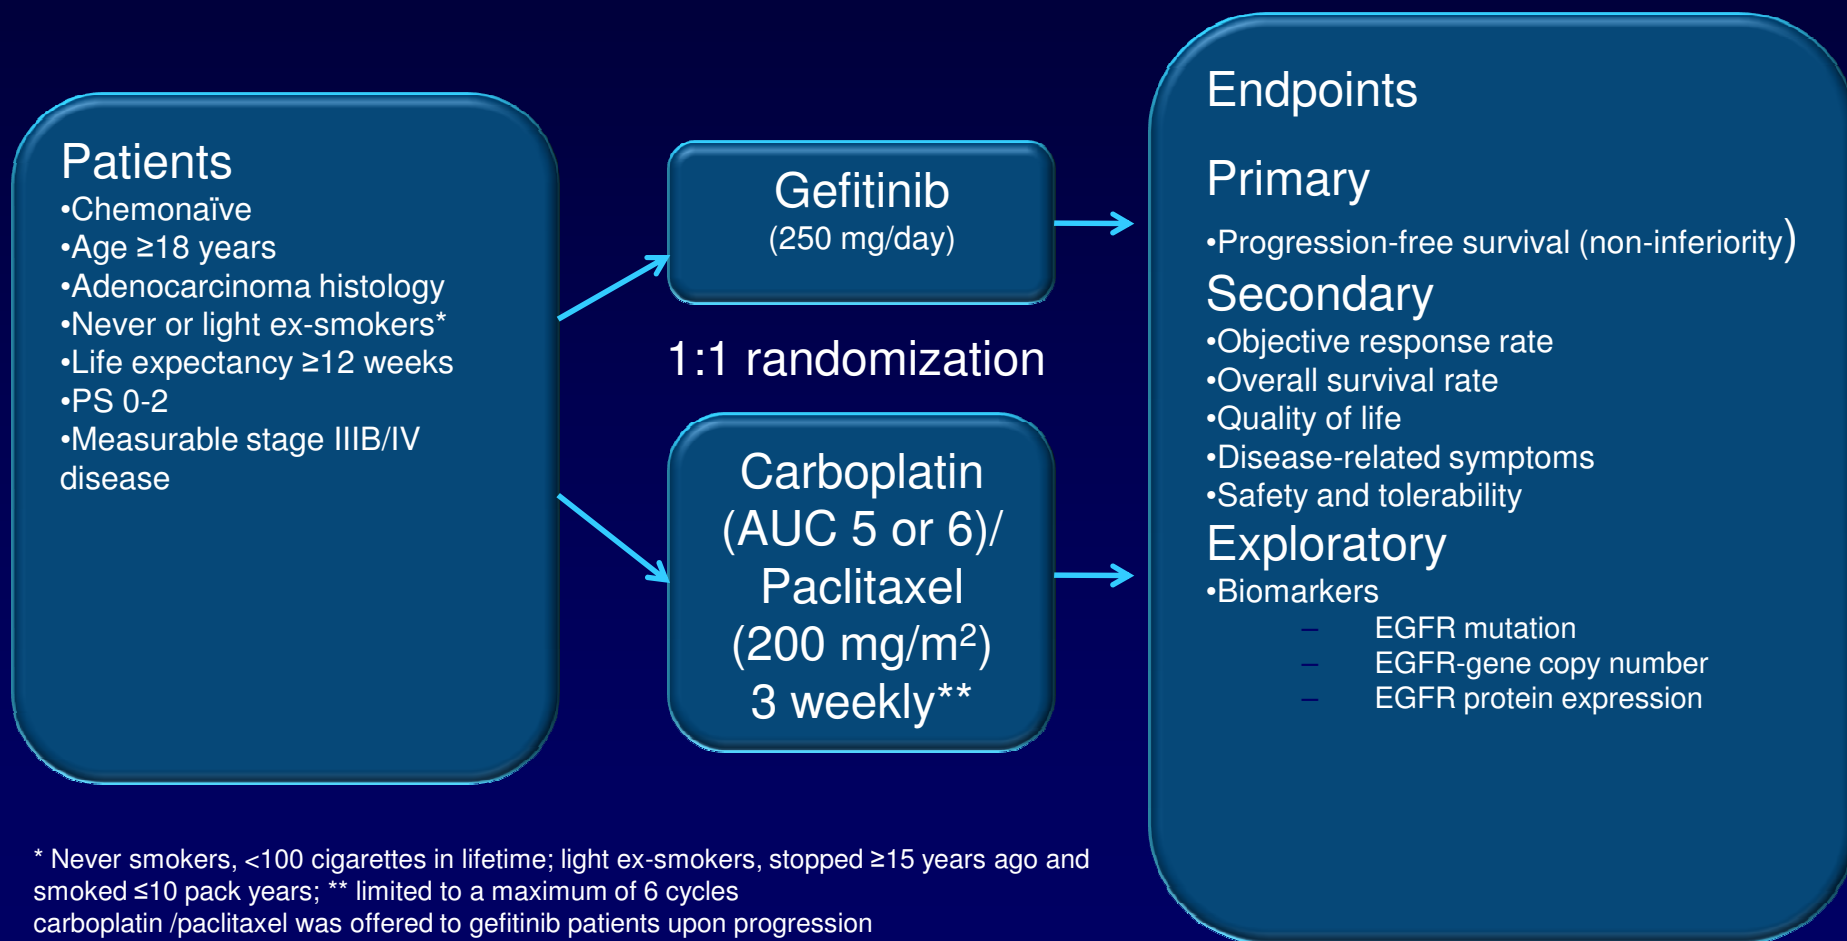 Patients
•Chemonaïve
•Age ≥18 years
•Adenocarcinoma histology
•Never or light ex-smokers*
•Life expectancy ≥12 weeks
•PS 0-2
•Measurable stage IIIB/IV
disease
Gefitinib
(250 mg/day)
1:1 randomization
Carboplatin
(AUC 5 or 6)/
Paclitaxel
(200 mg/m²)
3 weekly**
Endpoints
Primary
•Progression-free survival (non-inferiority)
Secondary
•Objective response rate
•Overall survival rate
•Quality of life
•Disease-related symptoms
•Safety and tolerability
Exploratory
•Biomarkers
– EGFR mutation
– EGFR-gene copy number
– EGFR protein expression
* Never smokers, <100 cigarettes in lifetime; light ex-smokers, stopped ≥15 years ago and
smoked ≤10 pack years; ** limited to a maximum of 6 cycles
carboplatin /paclitaxel was offered to gefitinib patients upon progression